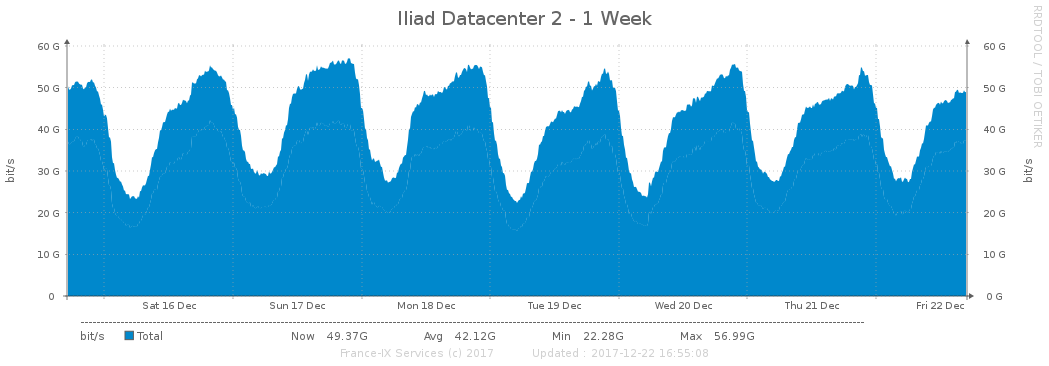 Iliad Datacenter 2 - 1 Week
RRDTOOL / TOBI OETIKER
60 G 60 G
50 G 50 G
40 G 40 G
30 G 30 G
20 G 20 G
10 G 10 G
0 0 G
bit/s bit/s
Sat 16 Dec Sun 17 Dec Mon 18 Dec Tue 19 Dec Wed 20 Dec Thu 21 Dec Fri 22 Dec
bit/s Total Now 49.37G Avg 42.12G Min 22.28G Max 56.99G
France-IX Services (c) 2017 Updated : 2017-12-22 16:55:08